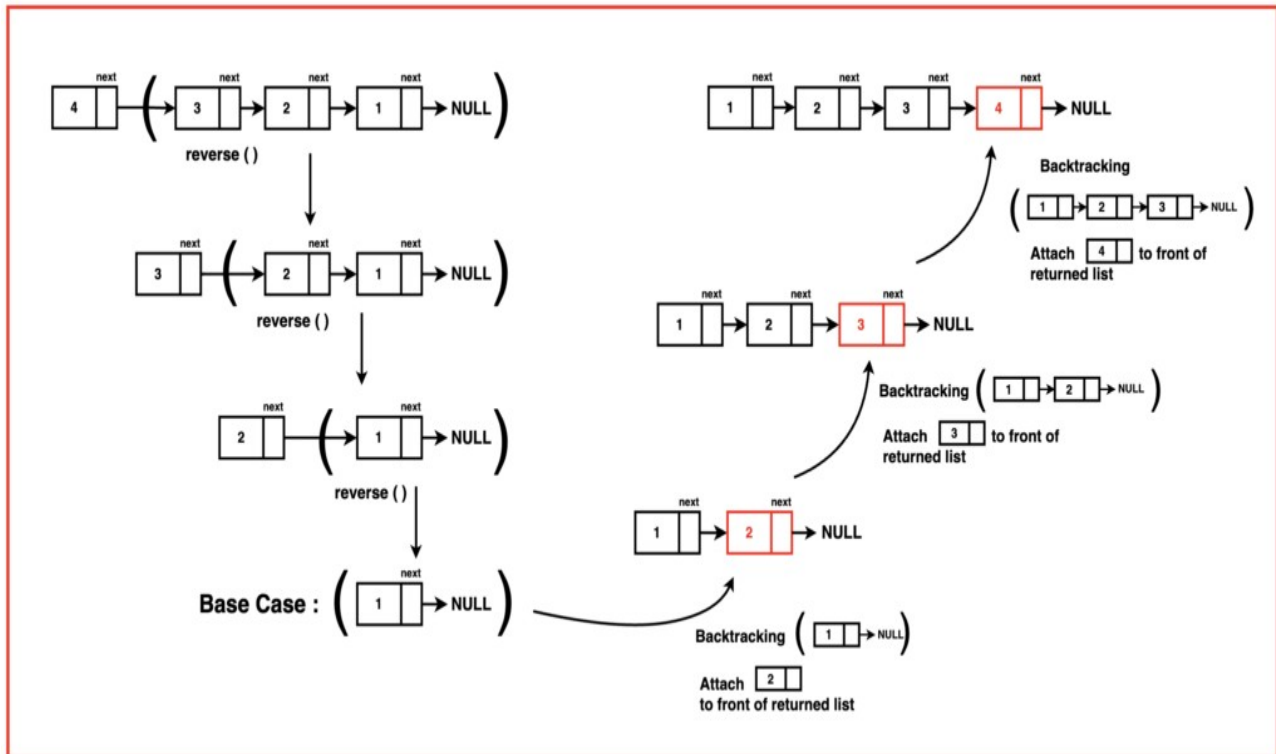 next next next next
4 ( 3 2 1 NULL )
reverse ( )
next next next
3 ( 2 1 NULL )
reverse ( )
next next
2 ( 1 NULL )
reverse ( )
next
Base Case : ( 1 NULL )
next next next next
1 2 3 4 NULL
Backtracking
( 1 2 3 NULL )
Attach 4 to front of
returned list
next next next
1 2 3 NULL
Backtracking ( 1 2 NULL )
Attach 3 to front of
returned list
next next
1 2 NULL
Backtracking ( 1 NULL )
Attach 2
to front of returned list